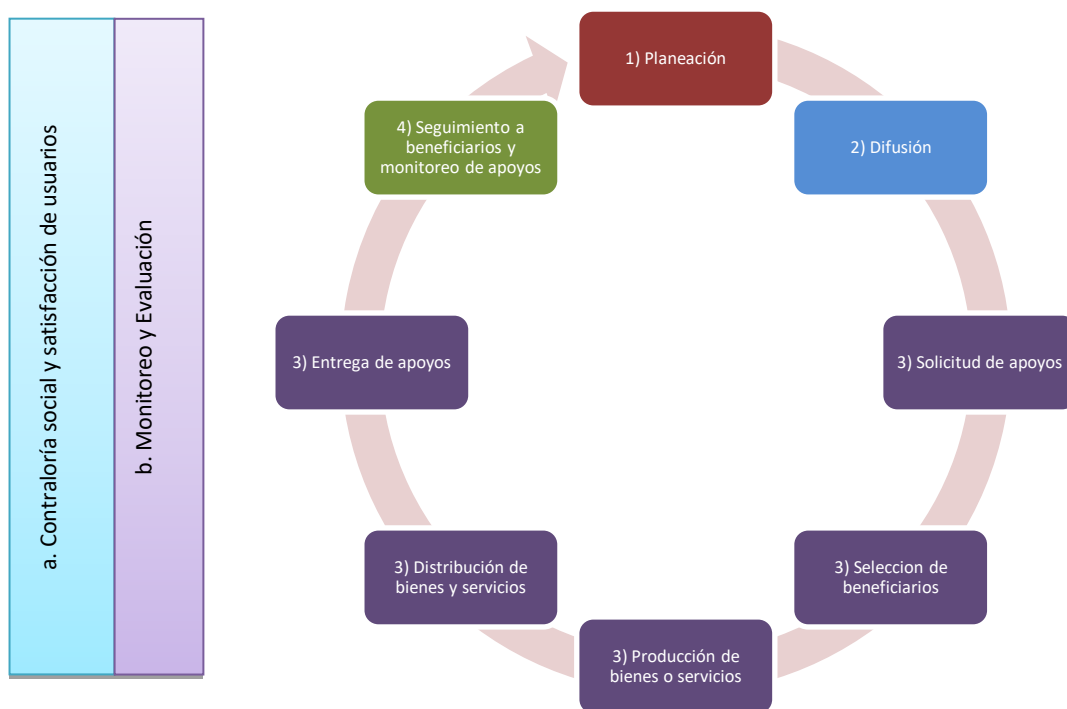 a. Contraloría social y satisfacción de usuarios
b. Monitoreo y Evaluación
1) Planeación
2) Difusión
3) Solicitud de apoyos
3) Seleccion de
beneficiarios
3) Producción de
bienes o servicios
3) Distribución de
bienes y servicios
3) Entrega de apoyos
4) Seguimiento a
beneficiarios y
monitoreo de apoyos